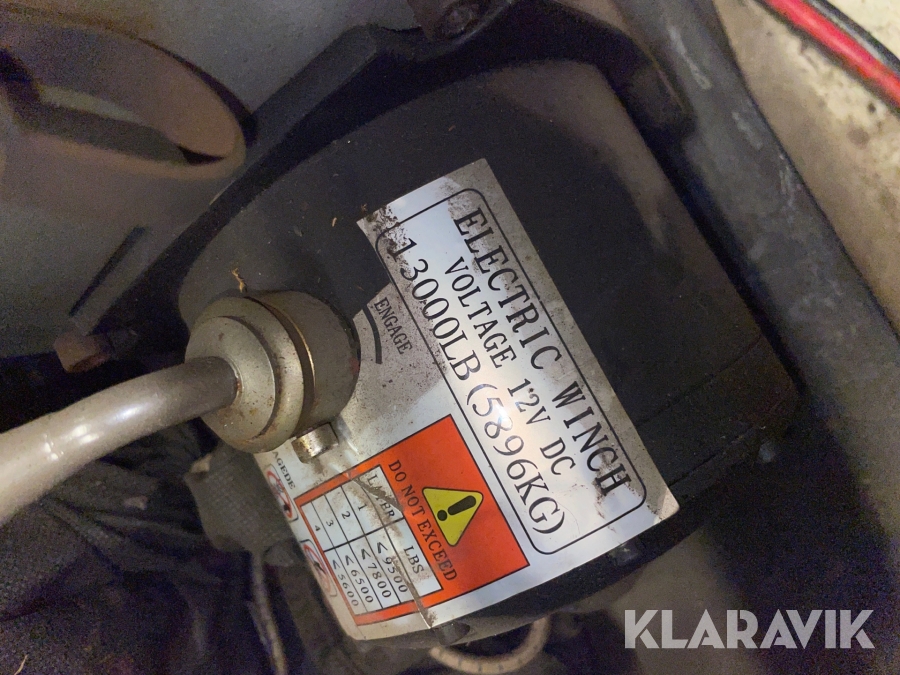 ELECTRIC WINCH
VOLTAGE 12V DC
13000LB(5896KG)
ENGAGE
DO NOT EXCEED
LAYER LBS
1 <9500
2 <7800
3 <6500
4 <5600
KLARAVIK